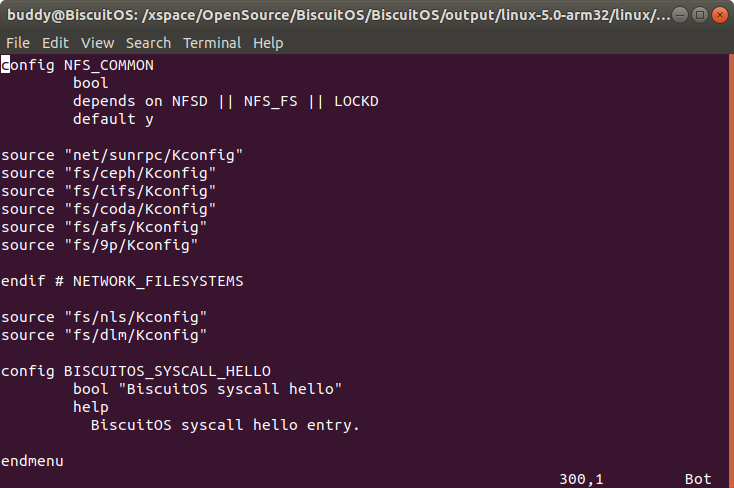 buddy@BiscuitOS: /xspace/OpenSource/BiscuitOS/BiscuitOS/output/linux-5.0-arm32/linux/...
File Edit View Search Terminal Help
config NFS_COMMON
        bool
        depends on NFSD || NFS_FS || LOCKD
        default y

source "net/sunrpc/Kconfig"
source "fs/ceph/Kconfig"
source "fs/cifs/Kconfig"
source "fs/coda/Kconfig"
source "fs/afs/Kconfig"
source "fs/9p/Kconfig"

endif # NETWORK_FILESYSTEMS

source "fs/nls/Kconfig"
source "fs/dlm/Kconfig"

config BISCUITOS_SYSCALL_HELLO
        bool "BiscuitOS syscall hello"
        help
          BiscuitOS syscall hello entry.

endmenu
300,1 Bot